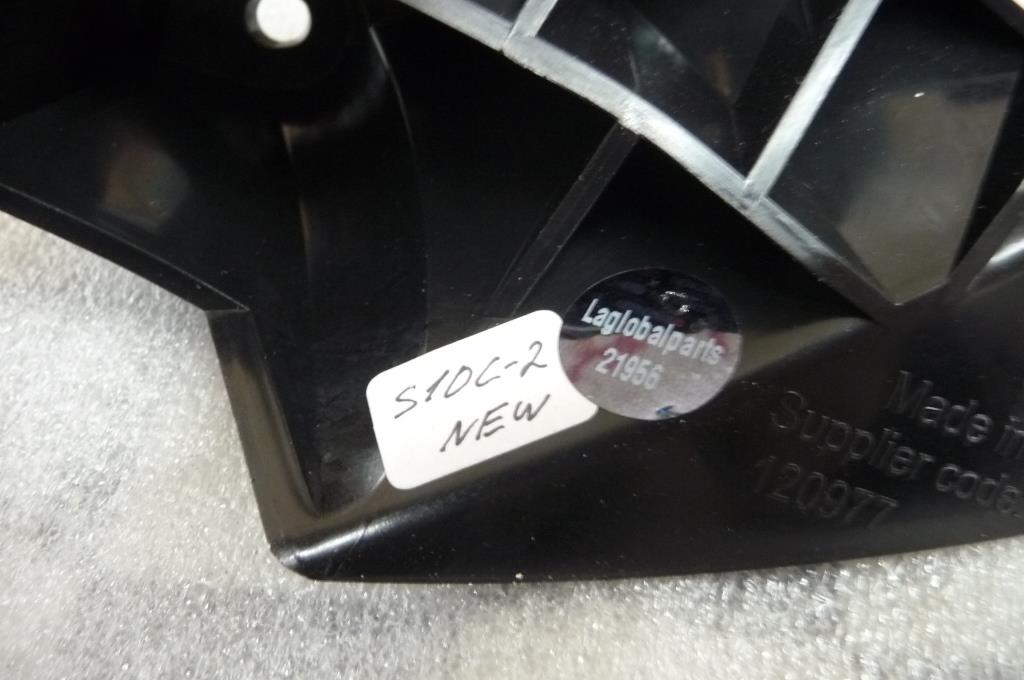 S10C-2
NEW
Laglobalparts
21956
Made in
Supplier code:
120977